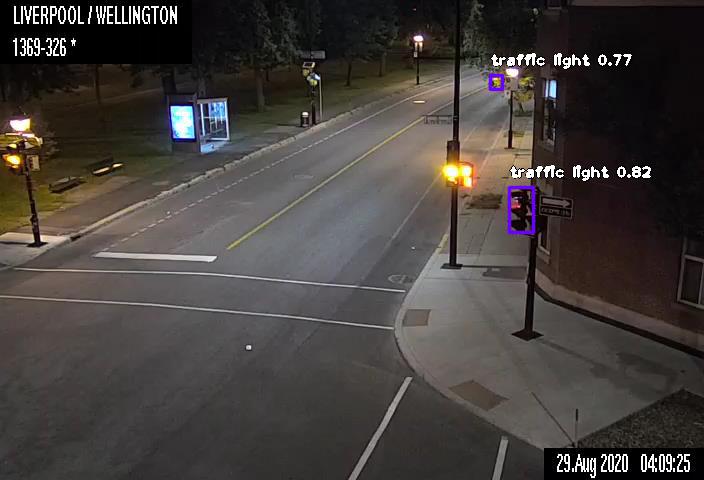 LIVERPOOL / WELLINGTON
1369-326 *
traffic light 0.77
traffic light 0.82
29.Aug 2020 04:09:25